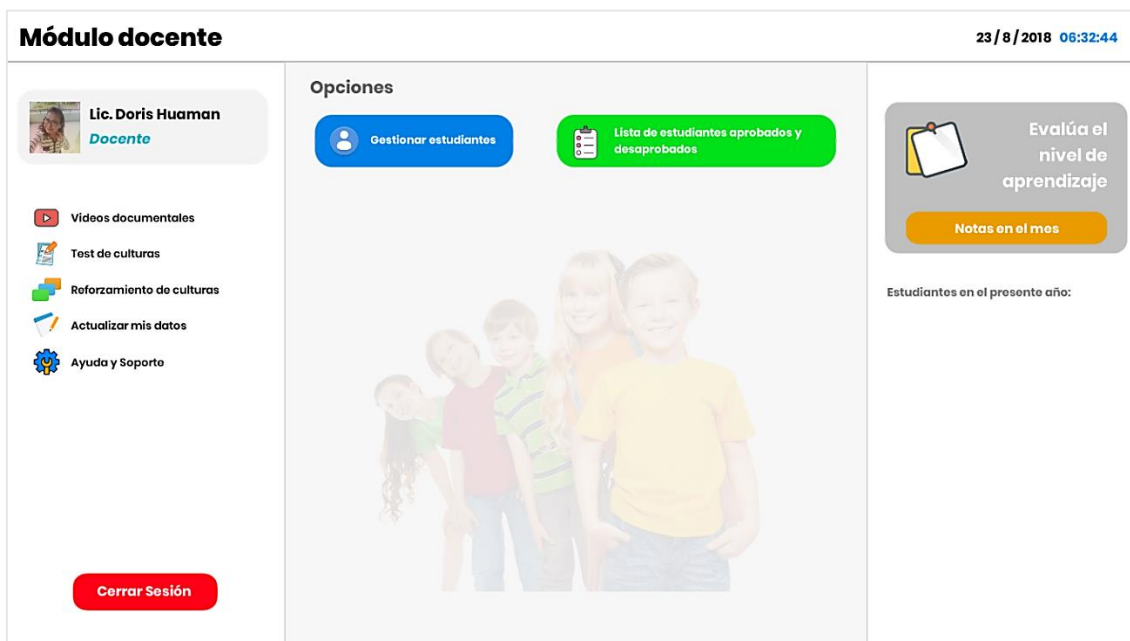 Módulo docente
23/8/2018 06:32:44
Lic. Doris Huaman
Docente
Videos documentales
Test de culturas
Reforzamiento de culturas
Actualizar mis datos
Ayuda y Soporte
Cerrar Sesión
Opciones
Gestionar estudiantes
Lista de estudiantes aprobados y
desaprobados
Evalúa el
nivel de
aprendizaje
Notas en el mes
Estudiantes en el presente año: